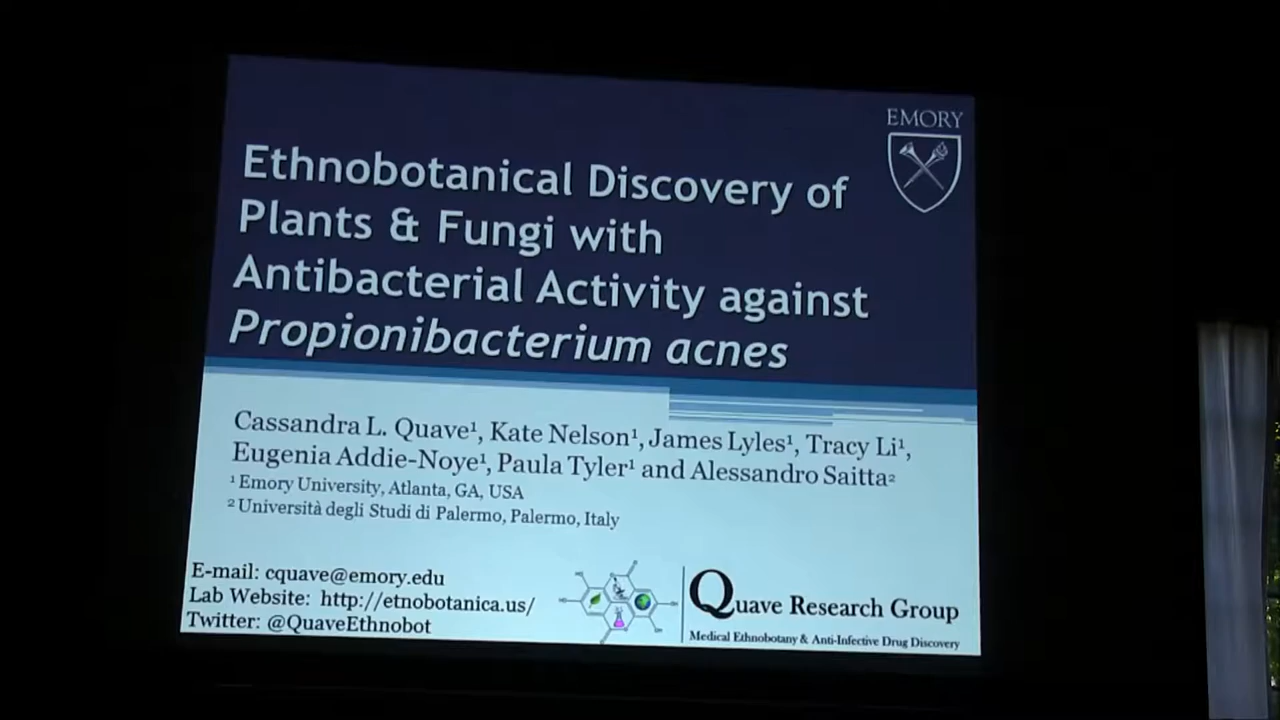 EMORY
Ethnobotanical Discovery of
Plants & Fungi with
Antibacterial Activity against
Propionibacterium acnes
Cassandra L. Quave¹, Kate Nelson¹, James Lyles¹, Tracy Li¹,
Eugenia Addie-Noye¹, Paula Tyler¹ and Alessandro Saitta²
¹ Emory University, Atlanta, GA, USA
² Università degli Studi di Palermo, Palermo, Italy
E-mail: cquave@emory.edu
Lab Website: http://etnobotanica.us/
Twitter: @QuaveEthnobot
Quave Research Group
Medical Ethnobotany & Anti-Infective Drug Discovery